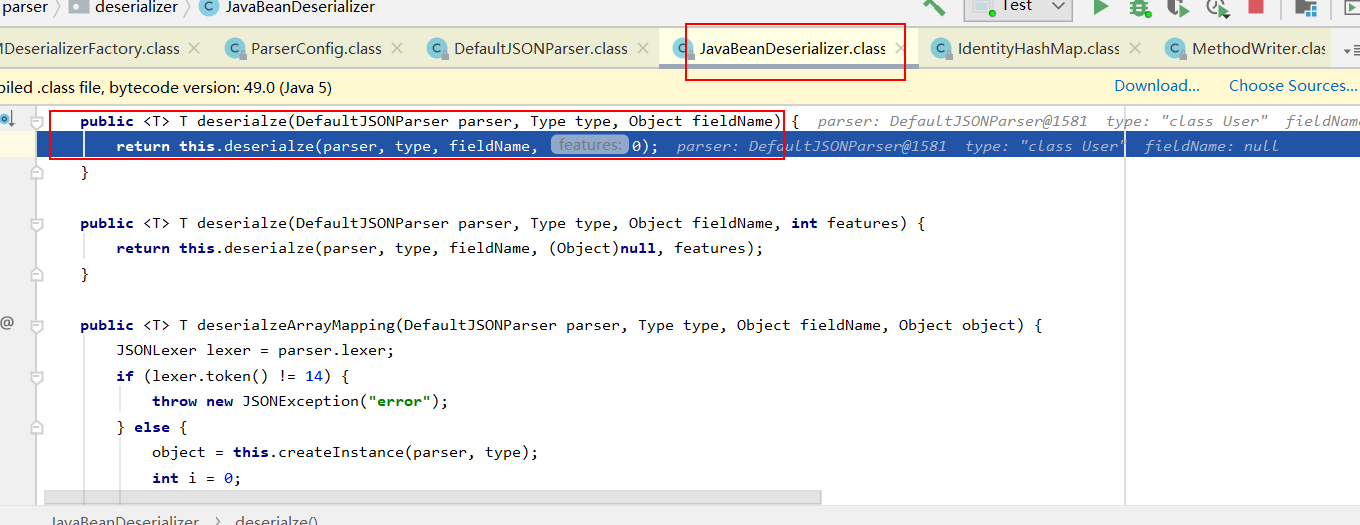 parser deserializer JavaBeanDeserializer Test
MDeserializerFactory.class ParserConfig.class DefaultJSONParser.class JavaBeanDeserializer.class IdentityHashMap.class MethodWriter.clas
piled .class file, bytecode version: 49.0 (Java 5) Download... Choose Sources...
public <T> T deserialze(DefaultJSONParser parser, Type type, Object fieldName) { parser: DefaultJSONParser@1581 type: "class User" fieldName
return this.deserialze(parser, type, fieldName, features: 0); parser: DefaultJSONParser@1581 type: "class User" fieldName: null
}
public <T> T deserialze(DefaultJSONParser parser, Type type, Object fieldName, int features) {
return this.deserialze(parser, type, fieldName, (Object)null, features);
}
@ public <T> T deserialzeArrayMapping(DefaultJSONParser parser, Type type, Object fieldName, Object object) {
JSONLexer lexer = parser.lexer;
if (lexer.token() != 14) {
throw new JSONException("error");
} else {
object = this.createInstance(parser, type);
int i = 0;
JavaBeanDeserializer deserialze()